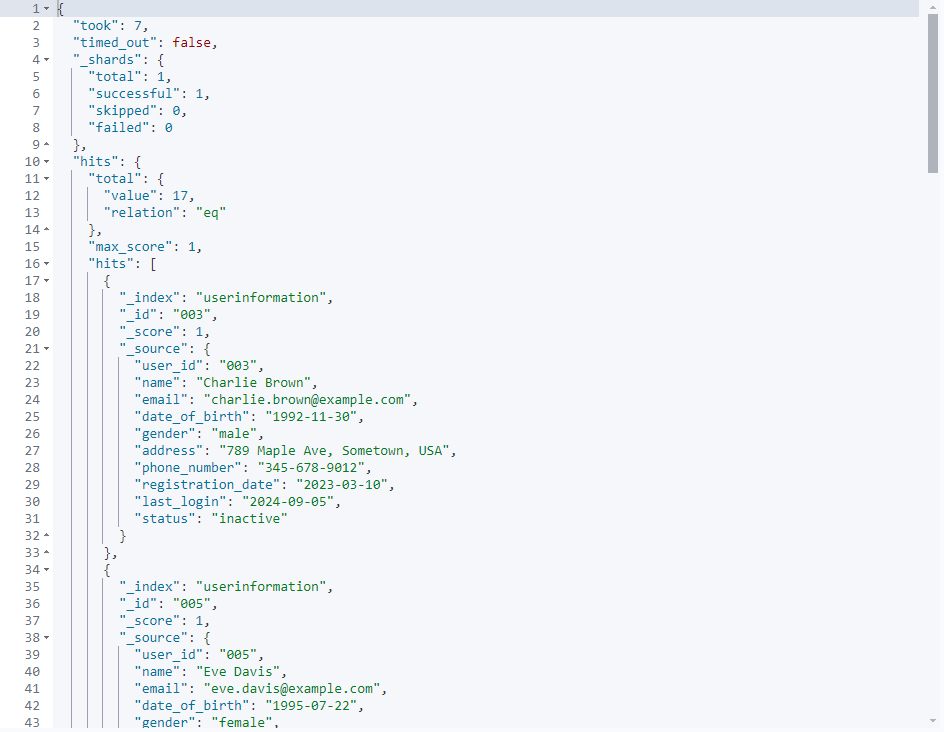 1 {
2 "took": 7,
3 "timed_out": false,
4 "_shards": {
5 "total": 1,
6 "successful": 1,
7 "skipped": 0,
8 "failed": 0
9 },
10 "hits": {
11 "total": {
12 "value": 17,
13 "relation": "eq"
14 },
15 "max_score": 1,
16 "hits": [
17 {
18 "_index": "userinformation",
19 "_id": "003",
20 "_score": 1,
21 "_source": {
22 "user_id": "003",
23 "name": "Charlie Brown",
24 "email": "charlie.brown@example.com",
25 "date_of_birth": "1992-11-30",
26 "gender": "male",
27 "address": "789 Maple Ave, Sometown, USA",
28 "phone_number": "345-678-9012",
29 "registration_date": "2023-03-10",
30 "last_login": "2024-09-05",
31 "status": "inactive"
32 }
33 },
34 {
35 "_index": "userinformation",
36 "_id": "005",
37 "_score": 1,
38 "_source": {
39 "user_id": "005",
40 "name": "Eve Davis",
41 "email": "eve.davis@example.com",
42 "date_of_birth": "1995-07-22",
43 "gender": "female",